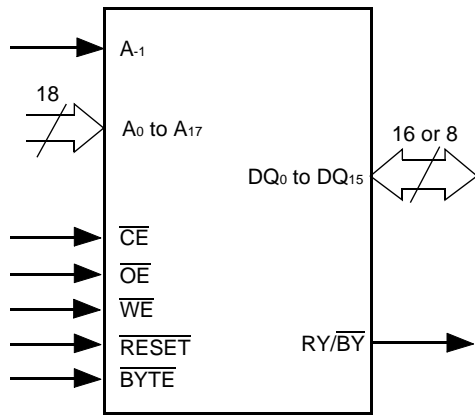 A-1
18
A0 to A17
16 or 8
DQ0 to DQ15
CE
OE
WE
RESET
RY/BY
BYTE